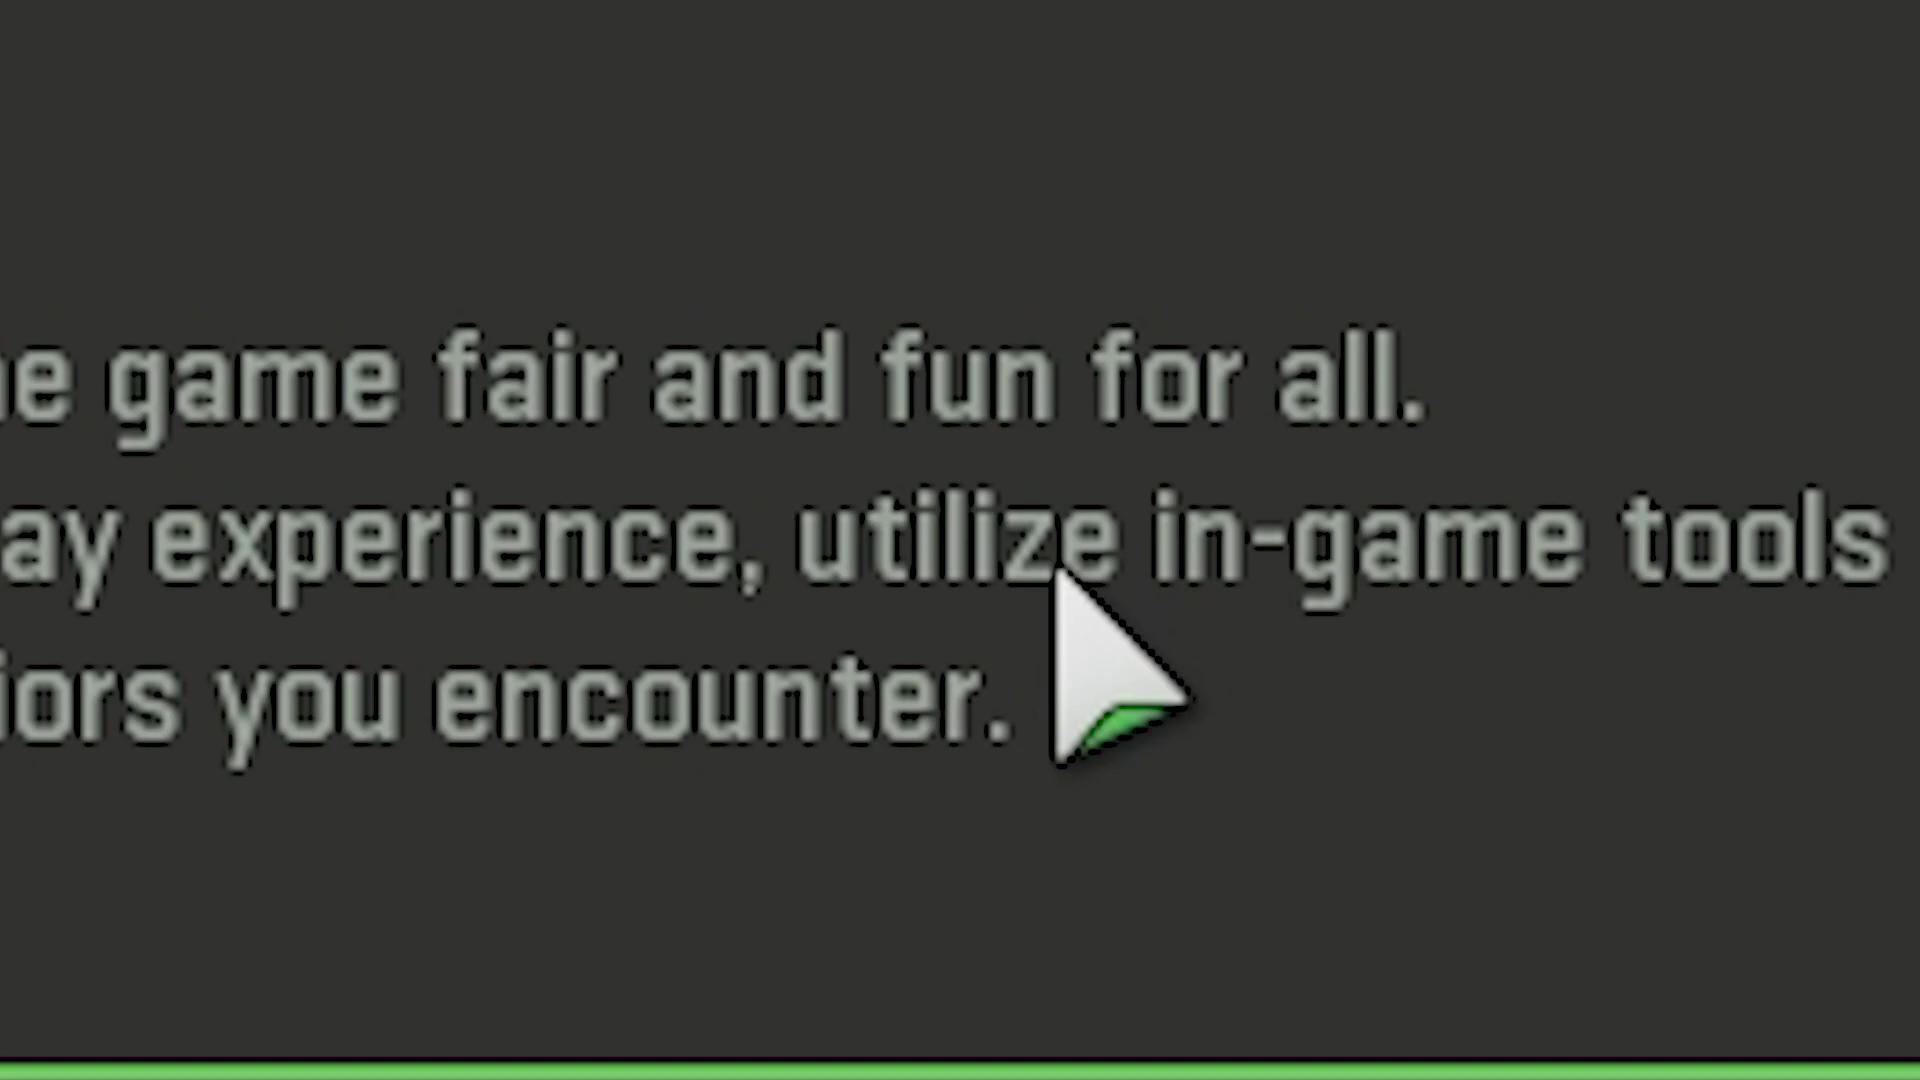 e game fair and fun for all.
ay experience, utilize in-game tools
iors you encounter.